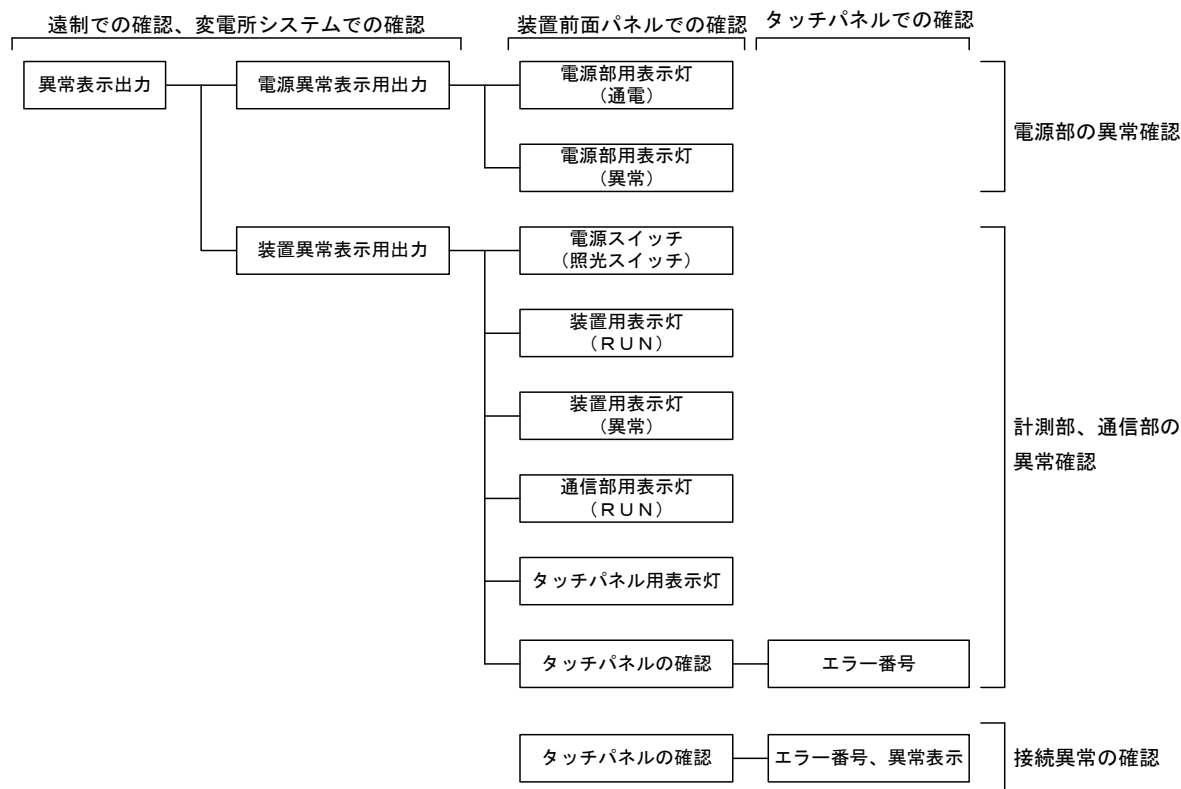 遠制での確認、変電所システムでの確認
装置前面パネルでの確認
タッチパネルでの確認
異常表示出力
電源異常表示用出力
電源部用表示灯
(通電)
電源部用表示灯
(異常)
電源部の異常確認
装置異常表示用出力
電源スイッチ
(照光スイッチ)
装置用表示灯
(RUN)
装置用表示灯
(異常)
通信部用表示灯
(RUN)
タッチパネル用表示灯
タッチパネルの確認
エラー番号
計測部、通信部の
異常確認
タッチパネルの確認
エラー番号、異常表示
接続異常の確認